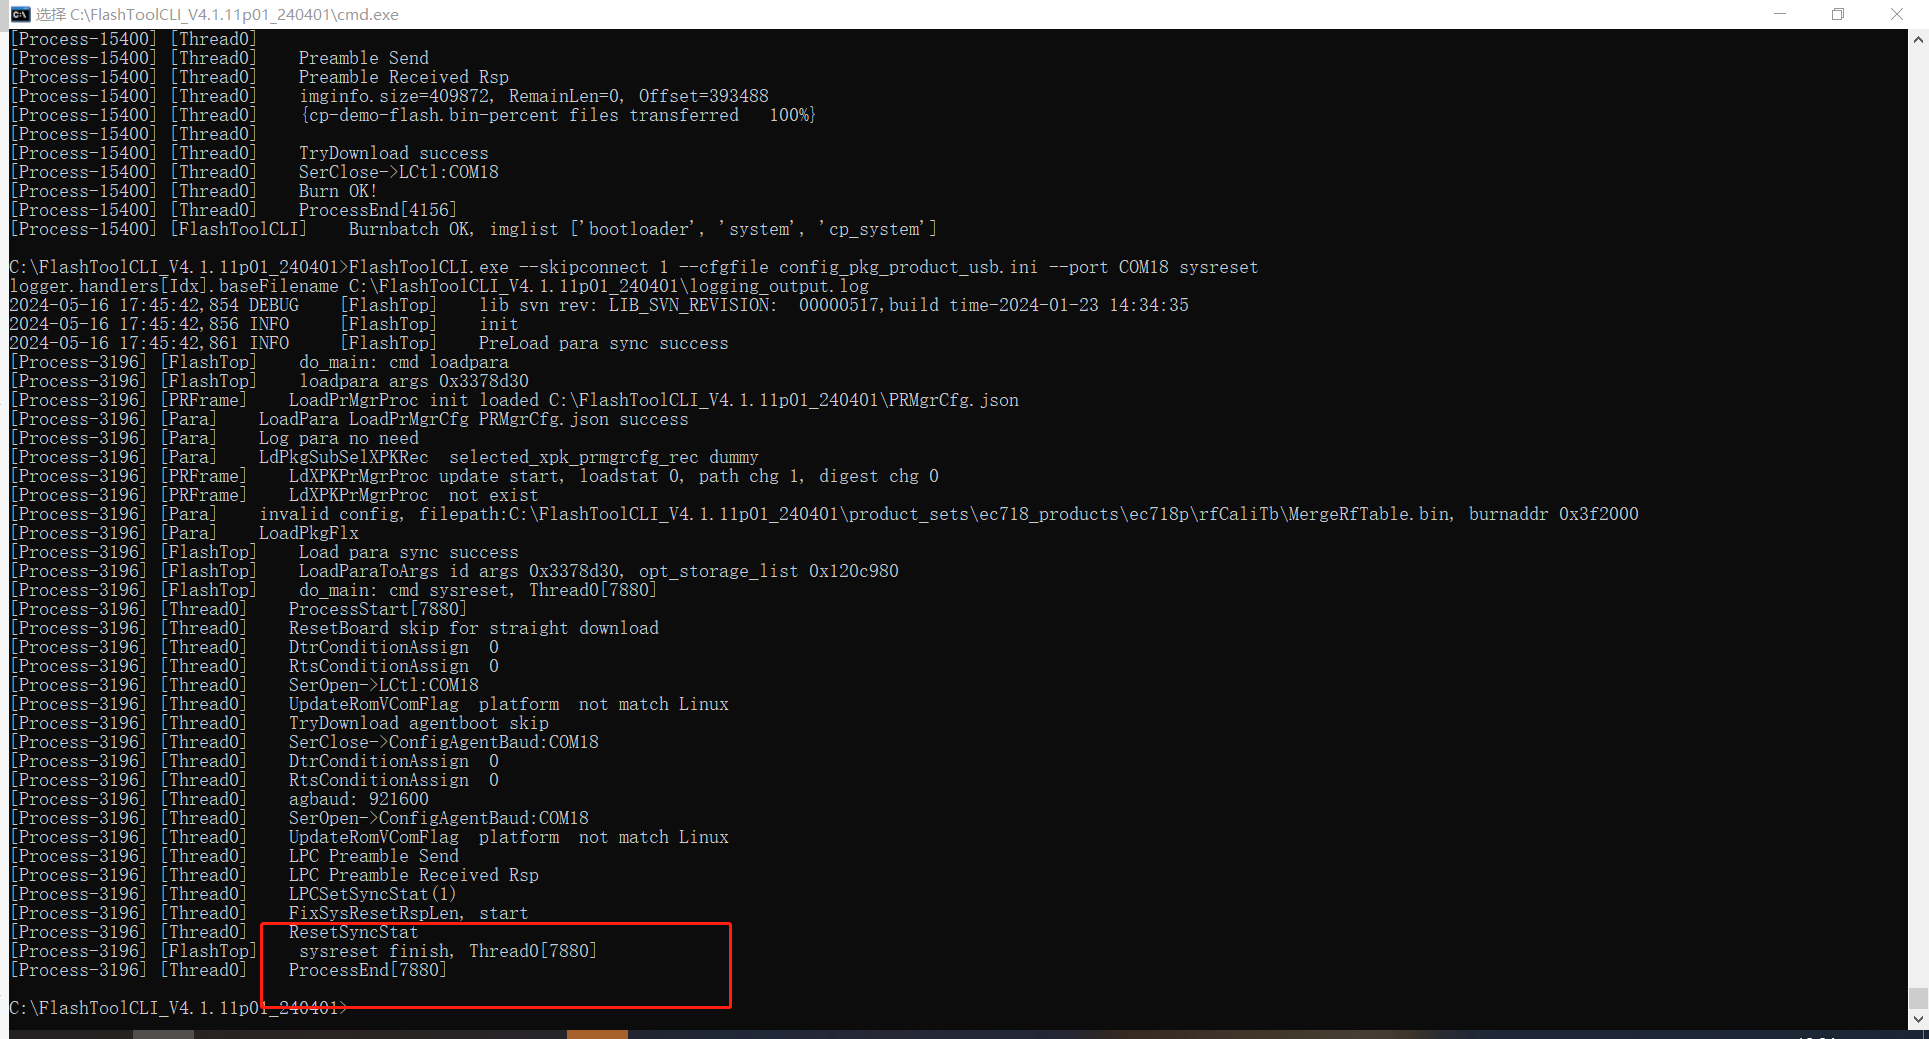 选择 C:\FlashToolCLI_V4.1.11p01_240401\cmd.exe
[Process-15400] [Thread0]
[Process-15400] [Thread0]    Preamble Send
[Process-15400] [Thread0]    Preamble Received Rsp
[Process-15400] [Thread0]    imginfo.size=409872, RemainLen=0, Offset=393488
[Process-15400] [Thread0]    {cp-demo-flash.bin-percent files transferred   100%}
[Process-15400] [Thread0]
[Process-15400] [Thread0]    TryDownload success
[Process-15400] [Thread0]    SerClose->LCtl:COM18
[Process-15400] [Thread0]    Burn OK!
[Process-15400] [Thread0]    ProcessEnd[4156]
[Process-15400] [FlashToolCLI]    Burnbatch OK, imglist ['bootloader', 'system', 'cp_system']
C:\FlashToolCLI_V4.1.11p01_240401>FlashToolCLI.exe --skipconnect 1 --cfgfile config_pkg_product_usb.ini --port COM18 sysreset
logger.handlers[Idx].baseFilename C:\FlashToolCLI_V4.1.11p01_240401\logging_output.log
2024-05-16 17:45:42,854 DEBUG    [FlashTop]    lib svn rev: LIB_SVN_REVISION:  00000517,build time-2024-01-23 14:34:35
2024-05-16 17:45:42,856 INFO     [FlashTop]    init
2024-05-16 17:45:42,861 INFO     [FlashTop]    PreLoad para sync success
[Process-3196] [FlashTop]    do_main: cmd loadpara
[Process-3196] [FlashTop]    loadpara args 0x3378d30
[Process-3196] [PRFrame]    LoadPrMgrProc init loaded C:\FlashToolCLI_V4.1.11p01_240401\PRMgrCfg.json
[Process-3196] [Para]    LoadPara LoadPrMgrCfg PRMgrCfg.json success
[Process-3196] [Para]    Log para no need
[Process-3196] [Para]    LdPkgSubSelXPKRec  selected_xpk_prmgrcfg_rec dummy
[Process-3196] [PRFrame]    LdXPKPrMgrProc update start, loadstat 0, path chg 1, digest chg 0
[Process-3196] [PRFrame]    LdXPKPrMgrProc  not exist
[Process-3196] [Para]    invalid config, filepath:C:\FlashToolCLI_V4.1.11p01_240401\product_sets\ec718_products\ec718p\rfCaliTb\MergeRfTable.bin, burnaddr 0x3f2000
[Process-3196] [Para]    LoadPkgFlx
[Process-3196] [FlashTop]    Load para sync success
[Process-3196] [FlashTop]    LoadParaToArgs id args 0x3378d30, opt_storage_list 0x120c980
[Process-3196] [FlashTop]    do_main: cmd sysreset, Thread0[7880]
[Process-3196] [Thread0]    ProcessStart[7880]
[Process-3196] [Thread0]    ResetBoard skip for straight download
[Process-3196] [Thread0]    DtrConditionAssign  0
[Process-3196] [Thread0]    RtsConditionAssign  0
[Process-3196] [Thread0]    SerOpen->LCtl:COM18
[Process-3196] [Thread0]    UpdateRomVComFlag  platform  not match Linux
[Process-3196] [Thread0]    TryDownload agentboot skip
[Process-3196] [Thread0]    SerClose->ConfigAgentBaud:COM18
[Process-3196] [Thread0]    DtrConditionAssign  0
[Process-3196] [Thread0]    RtsConditionAssign  0
[Process-3196] [Thread0]    agbaud: 921600
[Process-3196] [Thread0]    SerOpen->ConfigAgentBaud:COM18
[Process-3196] [Thread0]    UpdateRomVComFlag  platform  not match Linux
[Process-3196] [Thread0]    LPC Preamble Send
[Process-3196] [Thread0]    LPC Preamble Received Rsp
[Process-3196] [Thread0]    LPCSetSyncStat(1)
[Process-3196] [Thread0]    FixSysResetRspLen, start
[Process-3196] [Thread0]    ResetSyncStat
[Process-3196] [FlashTop]    sysreset finish, Thread0[7880]
[Process-3196] [Thread0]    ProcessEnd[7880]
C:\FlashToolCLI_V4.1.11p01_240401>